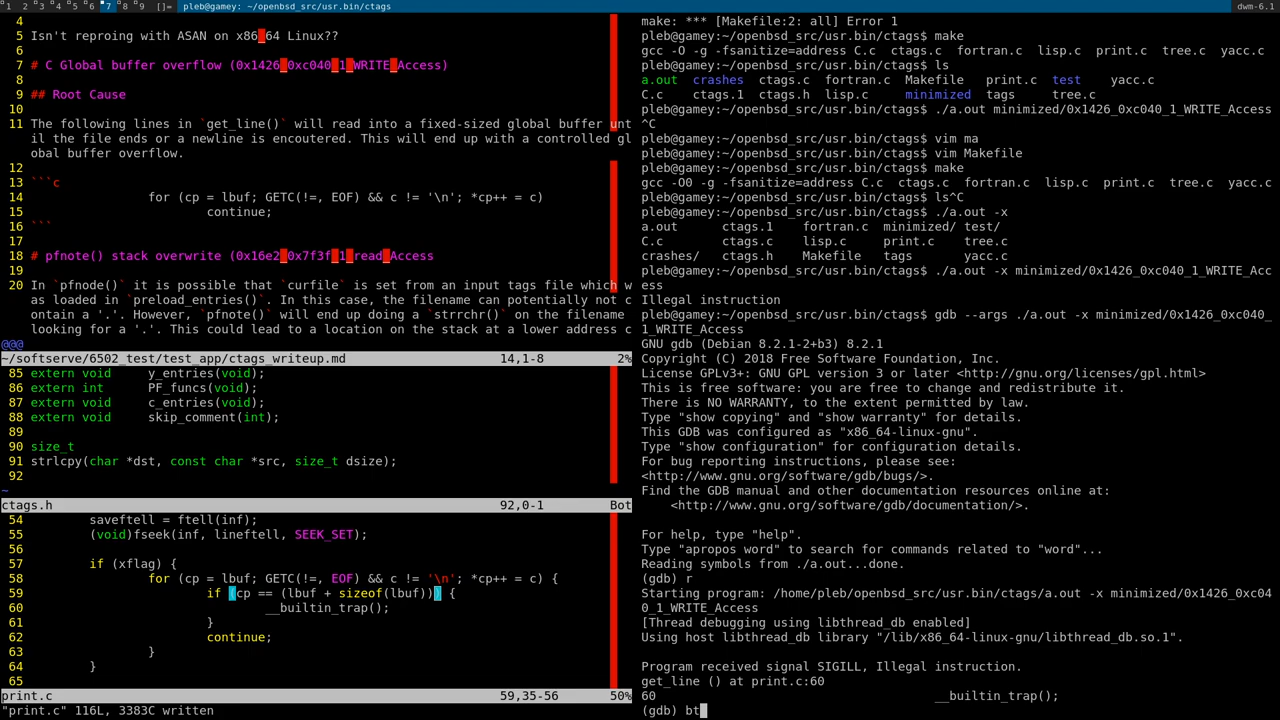 1 2 3 4 5 6 7 8 9 []= pleb@gamey: ~/openbsd_src/usr.bin/ctags dwm-6.1
4
5 Isn't reproing with ASAN on x86_64 Linux??
6
7 # C Global buffer overflow (0x1426_0xc040_1_WRITE_Access)
8
9 ## Root Cause
10
11 The following lines in `get_line()` will read into a fixed-sized global buffer unt
il the file ends or a newline is encoutered. This will end up with a controlled gl
obal buffer overflow.
12
13 ```c
14 for (cp = lbuf; GETC(!=, EOF) && c != '\n'; *cp++ = c)
15 continue;
16 ```
17
18 # pfnote() stack overwrite (0x16e2_0x7f3f_1_read_Access
19
20 In `pfnode()` it is possible that `curfile` is set from an input tags file which w
as loaded in `preload_entries()`. In this case, the filename can potentially not c
ontain a '.'. However, `pfnote()` will end up doing a `strrchr()` on the filename
looking for a '.'. This could lead to a location on the stack at a lower address c
@@@
~/softserve/6502_test/test_app/ctags_writeup.md 14,1-8 2%
85 extern void y_entries(void);
86 extern int PF_funcs(void);
87 extern void c_entries(void);
88 extern void skip_comment(int);
89
90 size_t
91 strlcpy(char *dst, const char *src, size_t dsize);
92
~
ctags.h 92,0-1 Bot
54 saveftell = ftell(inf);
55 (void)fseek(inf, lineftell, SEEK_SET);
56
57 if (xflag) {
58 for (cp = lbuf; GETC(!=, EOF) && c != '\n'; *cp++ = c) {
59 if (cp == (lbuf + sizeof(lbuf))) {
60 __builtin_trap();
61 }
62 continue;
63 }
64 }
65
print.c 59,35-56 50%
"print.c" 116L, 3383C written
make: *** [Makefile:2: all] Error 1
pleb@gamey:~/openbsd_src/usr.bin/ctags$ make
gcc -O -g -fsanitize=address C.c ctags.c fortran.c lisp.c print.c tree.c yacc.c
pleb@gamey:~/openbsd_src/usr.bin/ctags$ ls
a.out crashes ctags.c fortran.c Makefile print.c test yacc.c
C.c ctags.1 ctags.h lisp.c minimized tags tree.c
pleb@gamey:~/openbsd_src/usr.bin/ctags$ ./a.out minimized/0x1426_0xc040_1_WRITE_Access
^C
pleb@gamey:~/openbsd_src/usr.bin/ctags$ vim ma
pleb@gamey:~/openbsd_src/usr.bin/ctags$ vim Makefile
pleb@gamey:~/openbsd_src/usr.bin/ctags$ make
gcc -O0 -g -fsanitize=address C.c ctags.c fortran.c lisp.c print.c tree.c yacc.c
pleb@gamey:~/openbsd_src/usr.bin/ctags$ ls^C
pleb@gamey:~/openbsd_src/usr.bin/ctags$ ./a.out -x
a.out ctags.1 fortran.c minimized/ test/
C.c ctags.c lisp.c print.c tree.c
crashes/ ctags.h Makefile tags yacc.c
pleb@gamey:~/openbsd_src/usr.bin/ctags$ ./a.out -x minimized/0x1426_0xc040_1_WRITE_Acc
ess
Illegal instruction
pleb@gamey:~/openbsd_src/usr.bin/ctags$ gdb --args ./a.out -x minimized/0x1426_0xc040_
1_WRITE_Access
GNU gdb (Debian 8.2.1-2+b3) 8.2.1
Copyright (C) 2018 Free Software Foundation, Inc.
License GPLv3+: GNU GPL version 3 or later <http://gnu.org/licenses/gpl.html>
This is free software: you are free to change and redistribute it.
There is NO WARRANTY, to the extent permitted by law.
Type "show copying" and "show warranty" for details.
This GDB was configured as "x86_64-linux-gnu".
Type "show configuration" for configuration details.
For bug reporting instructions, please see:
<http://www.gnu.org/software/gdb/bugs/>.
Find the GDB manual and other documentation resources online at:
<http://www.gnu.org/software/gdb/documentation/>.
For help, type "help".
Type "apropos word" to search for commands related to "word"...
Reading symbols from ./a.out...done.
(gdb) r
Starting program: /home/pleb/openbsd_src/usr.bin/ctags/a.out -x minimized/0x1426_0xc04
0_1_WRITE_Access
[Thread debugging using libthread_db enabled]
Using host libthread_db library "/lib/x86_64-linux-gnu/libthread_db.so.1".
Program received signal SIGILL, Illegal instruction.
get_line () at print.c:60
60 __builtin_trap();
(gdb) bt